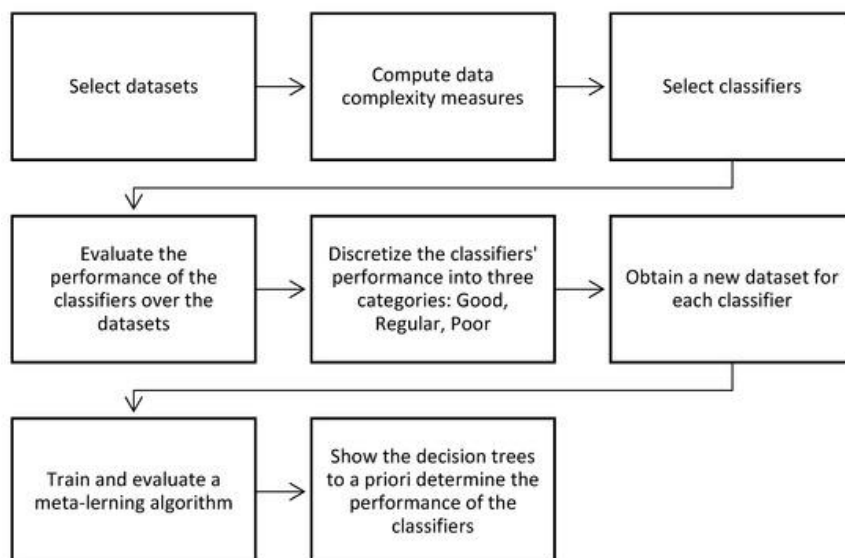 Select datasets
Compute data
complexity measures
Select classifiers
Evaluate the
performance of the
classifiers over the
datasets
Discretize the classifiers'
performance into three
categories: Good,
Regular, Poor
Obtain a new dataset for
each classifier
Train and evaluate a
meta-lerning algorithm
Show the decision trees
to a priori determine the
performance of the
classifiers